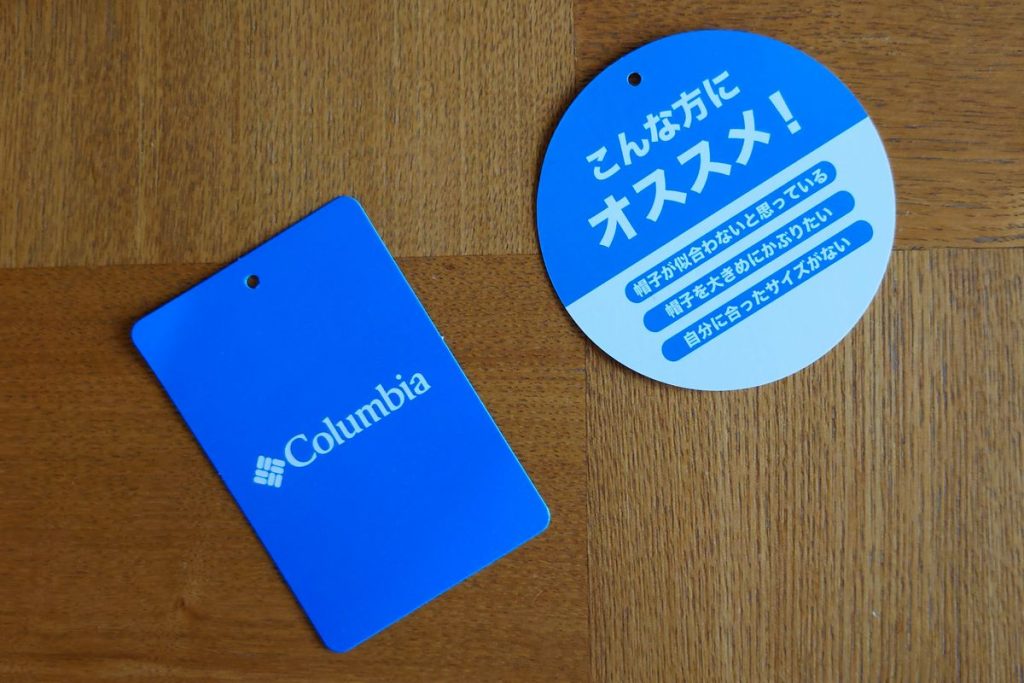 Columbia
こんな方に
オススメ！
帽子が似合わないと思っている
帽子を大きめにかぶりたい
自分に合ったサイズがない